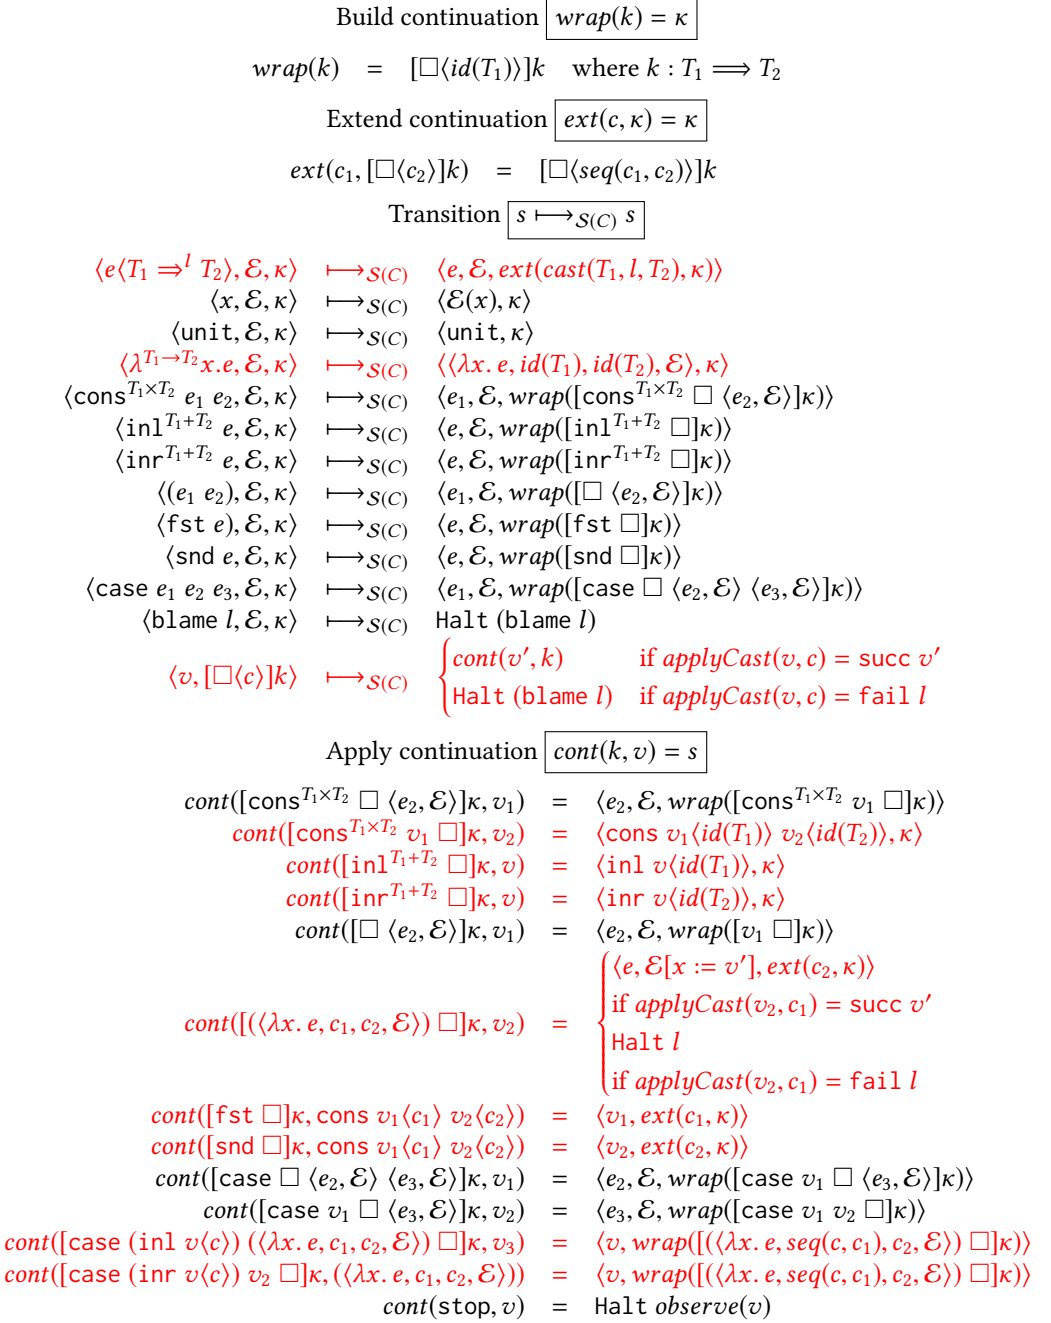 Build continuation wrap(k) = κ
wrap(k) = [□⟨id(T₁)⟩]k where k : T₁ ⟹ T₂
Extend continuation ext(c, κ) = κ
ext(c₁, [□⟨c₂⟩]k) = [□⟨seq(c₁, c₂)⟩]k
Transition s ⟼𝒮(C) s
⟨e⟨T₁ ⇒ˡ T₂⟩, ℰ, κ⟩ ⟼𝒮(C) ⟨e, ℰ, ext(cast(T₁, l, T₂), κ)⟩
⟨x, ℰ, κ⟩ ⟼𝒮(C) ⟨ℰ(x), κ⟩
⟨unit, ℰ, κ⟩ ⟼𝒮(C) ⟨unit, κ⟩
⟨λ^{T₁→T₂}x.e, ℰ, κ⟩ ⟼𝒮(C) ⟨⟨λx. e, id(T₁), id(T₂), ℰ⟩, κ⟩
⟨cons^{T₁×T₂} e₁ e₂, ℰ, κ⟩ ⟼𝒮(C) ⟨e₁, ℰ, wrap([cons^{T₁×T₂} □ ⟨e₂, ℰ⟩]κ)⟩
⟨inl^{T₁+T₂} e, ℰ, κ⟩ ⟼𝒮(C) ⟨e, ℰ, wrap([inl^{T₁+T₂} □]κ)⟩
⟨inr^{T₁+T₂} e, ℰ, κ⟩ ⟼𝒮(C) ⟨e, ℰ, wrap([inr^{T₁+T₂} □]κ)⟩
⟨(e₁ e₂), ℰ, κ⟩ ⟼𝒮(C) ⟨e₁, ℰ, wrap([□ ⟨e₂, ℰ⟩]κ)⟩
⟨(fst e), ℰ, κ⟩ ⟼𝒮(C) ⟨e, ℰ, wrap([fst □]κ)⟩
⟨snd e, ℰ, κ⟩ ⟼𝒮(C) ⟨e, ℰ, wrap([snd □]κ)⟩
⟨case e₁ e₂ e₃, ℰ, κ⟩ ⟼𝒮(C) ⟨e₁, ℰ, wrap([case □ ⟨e₂, ℰ⟩ ⟨e₃, ℰ⟩]κ)⟩
⟨blame l, ℰ, κ⟩ ⟼𝒮(C) Halt (blame l)
⟨v, [□⟨c⟩]k⟩ ⟼𝒮(C) { cont(v′, k) if applyCast(v, c) = succ v′
Halt (blame l) if applyCast(v, c) = fail l
Apply continuation cont(k, v) = s
cont([cons^{T₁×T₂} □ ⟨e₂, ℰ⟩]κ, v₁) = ⟨e₂, ℰ, wrap([cons^{T₁×T₂} v₁ □]κ)⟩
cont([cons^{T₁×T₂} v₁ □]κ, v₂) = ⟨cons v₁⟨id(T₁)⟩ v₂⟨id(T₂)⟩, κ⟩
cont([inl^{T₁+T₂} □]κ, v) = ⟨inl v⟨id(T₁)⟩, κ⟩
cont([inr^{T₁+T₂} □]κ, v) = ⟨inr v⟨id(T₂)⟩, κ⟩
cont([□ ⟨e₂, ℰ⟩]κ, v₁) = ⟨e₂, ℰ, wrap([v₁ □]κ)⟩
cont([(⟨λx. e, c₁, c₂, ℰ⟩) □]κ, v₂) = { ⟨e, ℰ[x := v′], ext(c₂, κ)⟩
if applyCast(v₂, c₁) = succ v′
Halt l
if applyCast(v₂, c₁) = fail l
cont([fst □]κ, cons v₁⟨c₁⟩ v₂⟨c₂⟩) = ⟨v₁, ext(c₁, κ)⟩
cont([snd □]κ, cons v₁⟨c₁⟩ v₂⟨c₂⟩) = ⟨v₂, ext(c₂, κ)⟩
cont([case □ ⟨e₂, ℰ⟩ ⟨e₃, ℰ⟩]κ, v₁) = ⟨e₂, ℰ, wrap([case v₁ □ ⟨e₃, ℰ⟩]κ)⟩
cont([case v₁ □ ⟨e₃, ℰ⟩]κ, v₂) = ⟨e₃, ℰ, wrap([case v₁ v₂ □]κ)⟩
cont([case (inl v⟨c⟩) (⟨λx. e, c₁, c₂, ℰ⟩) □]κ, v₃) = ⟨v, wrap([(⟨λx. e, seq(c, c₁), c₂, ℰ⟩) □]κ)⟩
cont([case (inr v⟨c⟩) v₂ □]κ, (⟨λx. e, c₁, c₂, ℰ⟩)) = ⟨v, wrap([(⟨λx. e, seq(c, c₁), c₂, ℰ⟩) □]κ)⟩
cont(stop, v) = Halt observe(v)